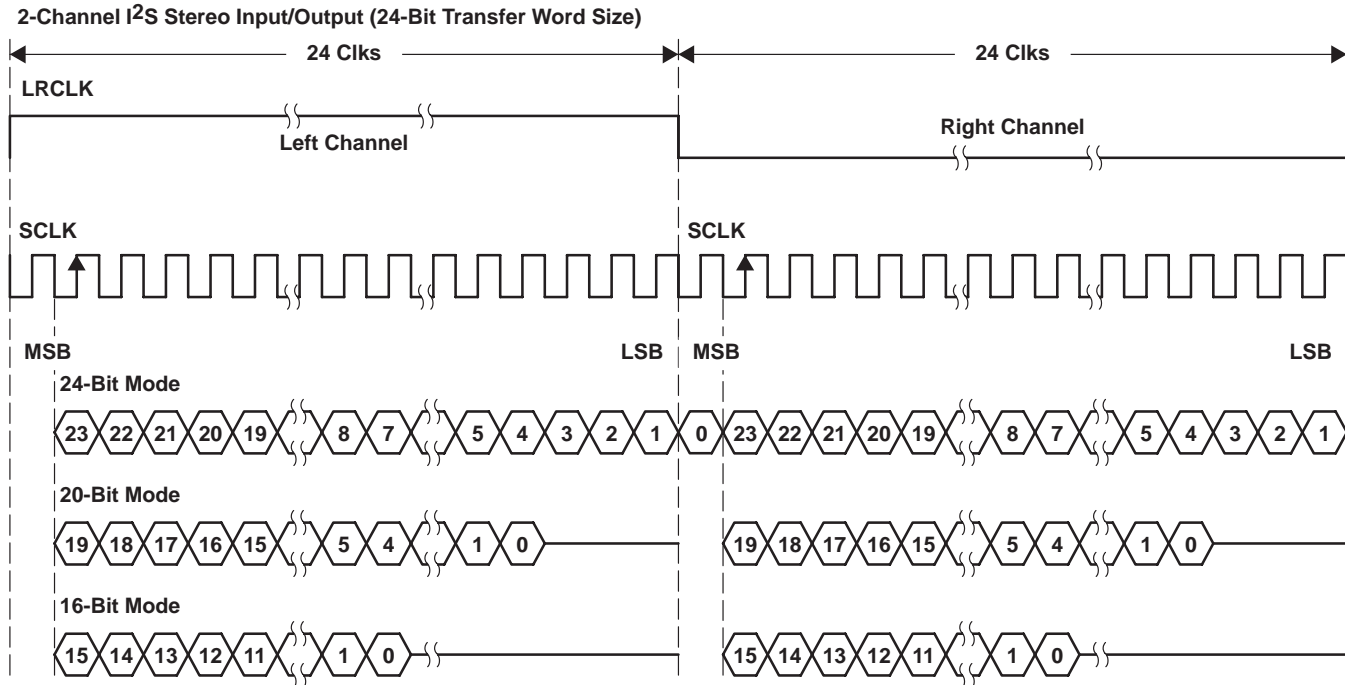 2-Channel I2S Stereo Input/Output (24-Bit Transfer Word Size)
24 Clks 24 Clks
LRCLK
Left Channel Right Channel
SCLK SCLK
MSB LSB MSB LSB
24-Bit Mode
23 22 21 20 19 8 7 5 4 3 2 1 0 23 22 21 20 19 8 7 5 4 3 2 1
20-Bit Mode
19 18 17 16 15 5 4 1 0 19 18 17 16 15 5 4 1 0
16-Bit Mode
15 14 13 12 11 1 0 15 14 13 12 11 1 0